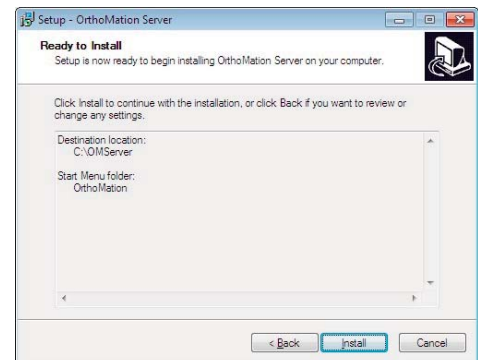 Setup - OrthoMation Server
Ready to Install
Setup is now ready to begin installing OrthoMation Server on your computer.
Click Install to continue with the installation, or click Back if you want to review or
change any settings.
Destination location:
C:\OMServer
Start Menu folder:
OrthoMation
< Back
Install
Cancel